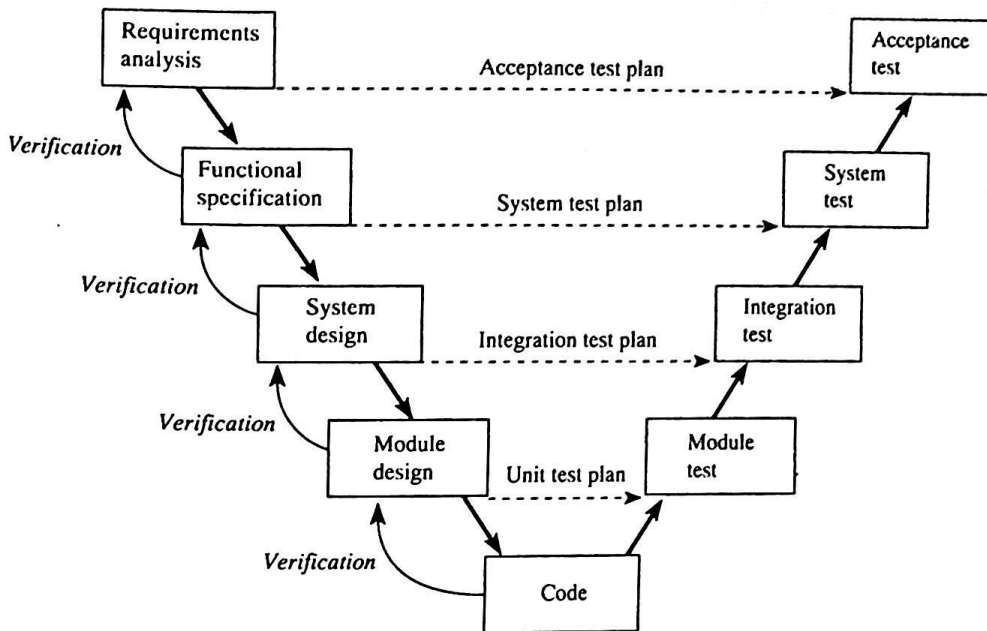 Requirements
analysis
Acceptance
test
Acceptance test plan
Verification
Functional
specification
System
test
System test plan
Verification
System
design
Integration
test
Integration test plan
Verification
Module
design
Module
test
Unit test plan
Verification
Code